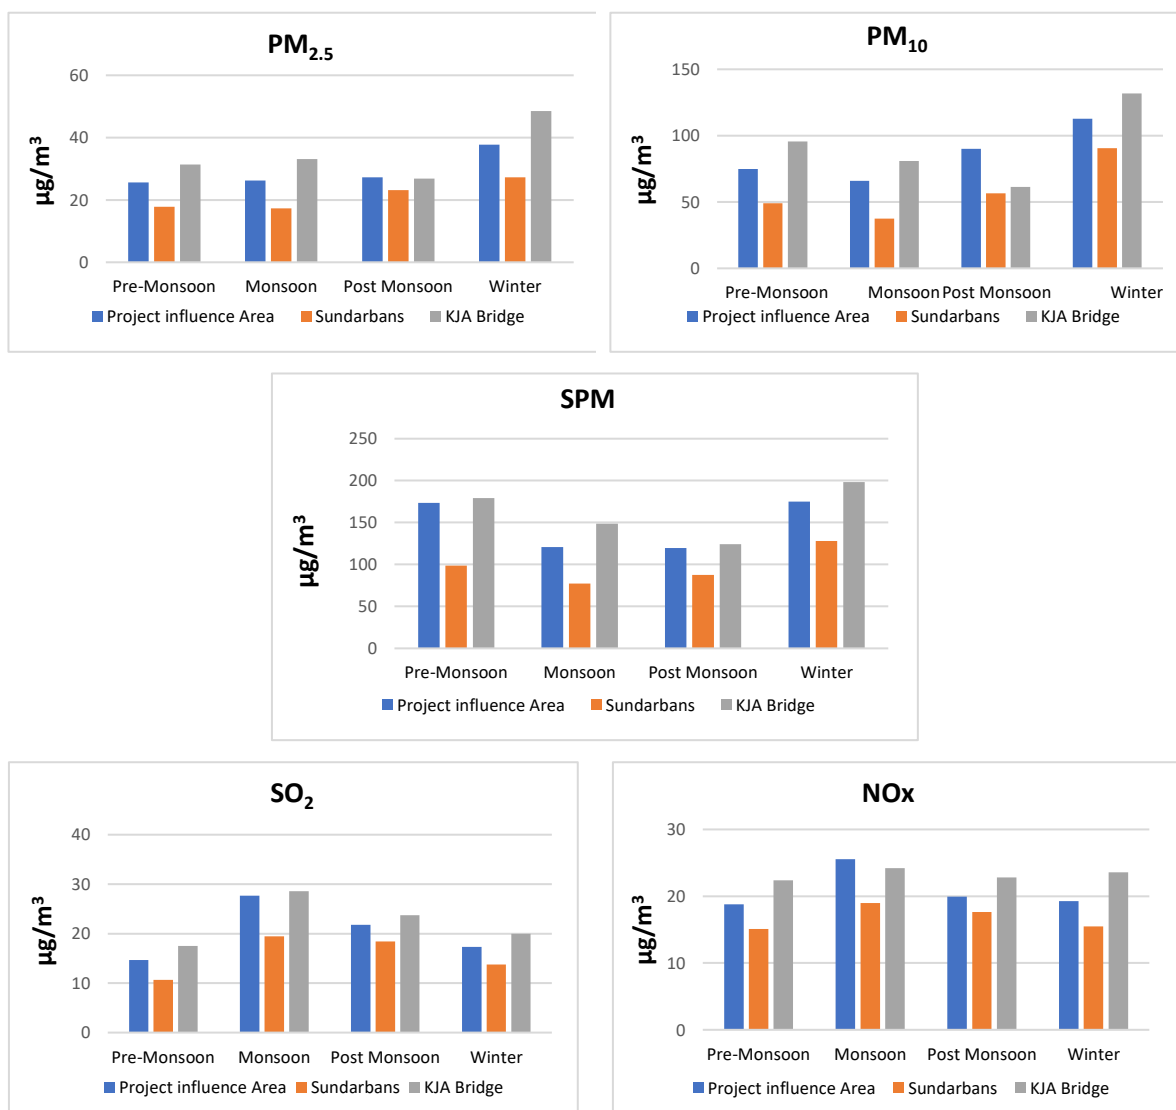 PM2.5
µg/m³
60
40
20
0
Pre-Monsoon Monsoon Post Monsoon Winter
Project influence Area Sundarbans KJA Bridge
PM10
µg/m³
150
100
50
0
Pre-Monsoon Monsoon Post Monsoon Winter
Project influence Area Sundarbans KJA Bridge
SPM
µg/m³
250
200
150
100
50
0
Pre-Monsoon Monsoon Post Monsoon Winter
Project influence Area Sundarbans KJA Bridge
SO2
µg/m³
40
30
20
10
0
Pre-Monsoon Monsoon Post Monsoon Winter
Project influence Area Sundarbans KJA Bridge
NOx
µg/m³
30
20
10
0
Pre-Monsoon Monsoon Post Monsoon Winter
Project influence Area Sundarbans KJA Bridge